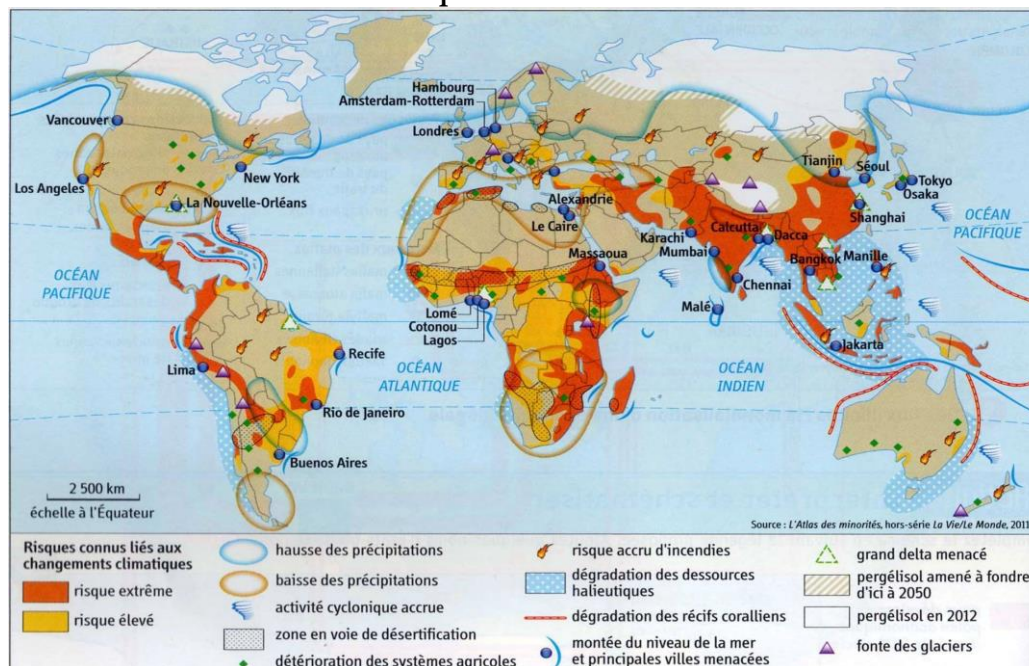 Hambourg
Amsterdam-Rotterdam
Vancouver
Londres
Tianjin
Séoul
Los Angeles
New York
Tokyo
Osaka
La Nouvelle-Orléans
Alexandrie
Le Caire
Shanghai
OCÉAN
PACIFIQUE
Karachi
Calcutta
Dacca
Mumbai
Massaoua
Bangkok
Manille
OCÉAN
PACIFIQUE
Chennai
Malé
Lomé
Cotonou
Lagos
Jakarta
Recife
Lima
OCÉAN
ATLANTIQUE
OCÉAN
INDIEN
Rio de Janeiro
Buenos Aires
2 500 km
échelle à l'Équateur
Source : L'Atlas des minorités, hors-série La Vie/Le Monde, 2011
Risques connus liés aux
changements climatiques
risque extrême
risque élevé
hausse des précipitations
baisse des précipitations
activité cyclonique accrue
zone en voie de désertification
détérioration des systèmes agricoles
risque accru d'incendies
dégradation des dessources
halieutiques
dégradation des récifs coralliens
montée du niveau de la mer
et principales villes menacées
grand delta menacé
pergélisol amené à fondre
d'ici à 2050
pergélisol en 2012
fonte des glaciers